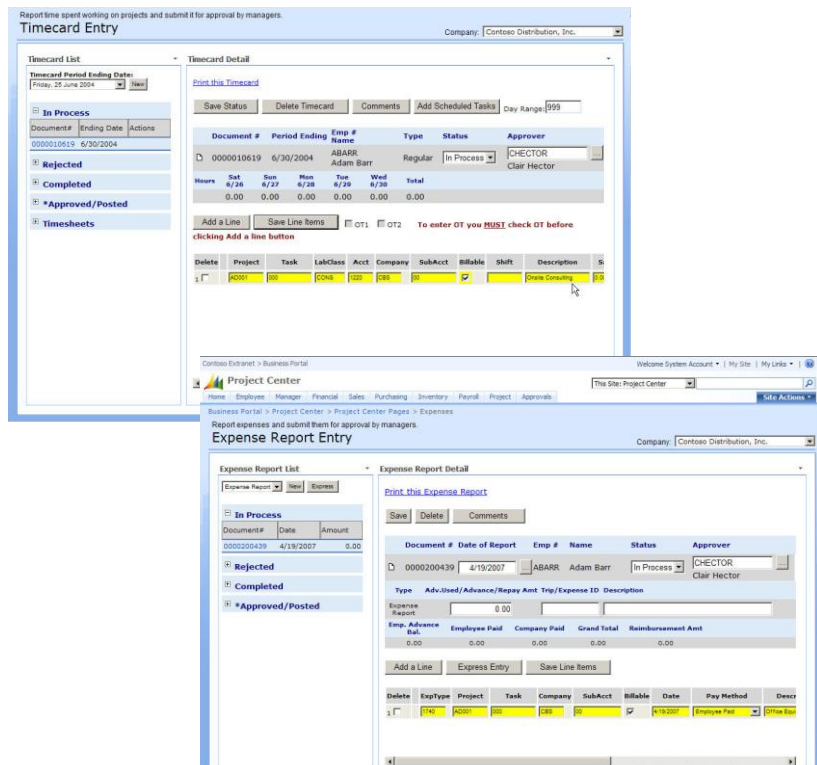 Report time spent working on projects and submit it for approval by managers.
Timecard Entry
Company: Contoso Distribution, Inc.
Timecard List
Timecard Period Ending Date:
Friday, 25 June 2004 New
In Process
Document# Ending Date Actions
0000010619 6/30/2004
Rejected
Completed
*Approved/Posted
Timesheets
Timecard Detail
Print this Timecard
Save Status Delete Timecard Comments Add Scheduled Tasks Day Range: 999
Document # Period Ending Emp # Name Type Status Approver
0000010619 6/30/2004 ABARR Adam Barr Regular In Process CHECTOR ...
Clair Hector
Hours Sat 6/26 Sun 6/27 Mon 6/28 Tue 6/29 Wed 6/30 Total
0.00 0.00 0.00 0.00 0.00 0.00
Add a Line Save Line Items OT1 OT2 To enter OT you MUST check OT before
clicking Add a line button
Delete Project Task LabClass Acct Company SubAcct Billable Shift Description
1 AO001 000 CONS 1220 CBS 00 Onsite Consulting
Contoso Extranet > Business Portal
Welcome System Account | My Site | My Links
Project Center
This Site: Project Center
Home Employee Manager Financial Sales Purchasing Inventory Payroll Project Approvals Site Actions
Business Portal > Project Center > Project Center Pages > Expenses
Report expenses and submit them for approval by managers.
Expense Report Entry
Company: Contoso Distribution, Inc.
Expense Report List
Expense Report New Express
In Process
Document# Date Amount
0000200439 4/19/2007 0.00
Rejected
Completed
*Approved/Posted
Expense Report Detail
Print this Expense Report
Save Delete Comments
Document # Date of Report Emp # Name Status Approver
0000200439 4/19/2007 ... ABARR Adam Barr In Process CHECTOR ...
Clair Hector
Type Adv.Used/Advance/Repay Amt Trip/Expense ID Description
Expense Report 0.00
Emp. Advance Bal. Employee Paid Company Paid Grand Total Reimbursement Amt
0.00 0.00 0.00 0.00 0.00
Add a Line Express Entry Save Line Items
Delete ExpType Project Task Company SubAcct Billable Date Pay Method Descr
1 1740 AO001 000 CBS 00 4/19/2007 Employee Paid Office Equi